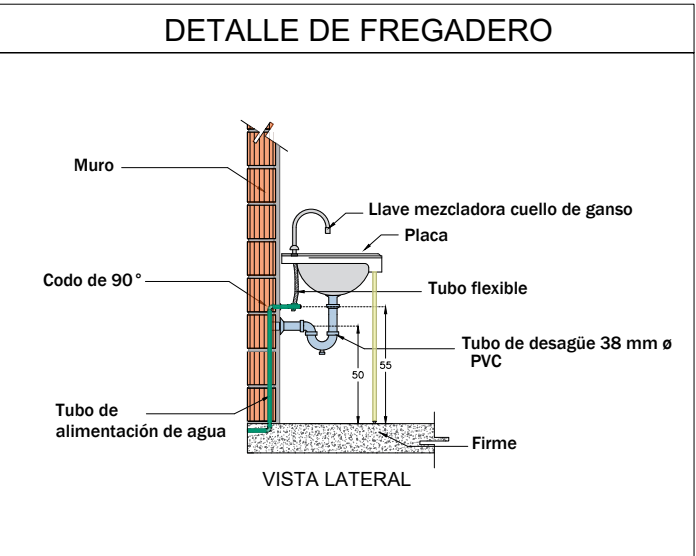 DETALLE DE FREGADERO
Muro
Llave mezcladora cuello de ganso
Placa
Codo de 90°
Tubo flexible
Tubo de desagüe 38 mm ø
PVC
50
55
Tubo de
alimentación de agua
Firme
VISTA LATERAL